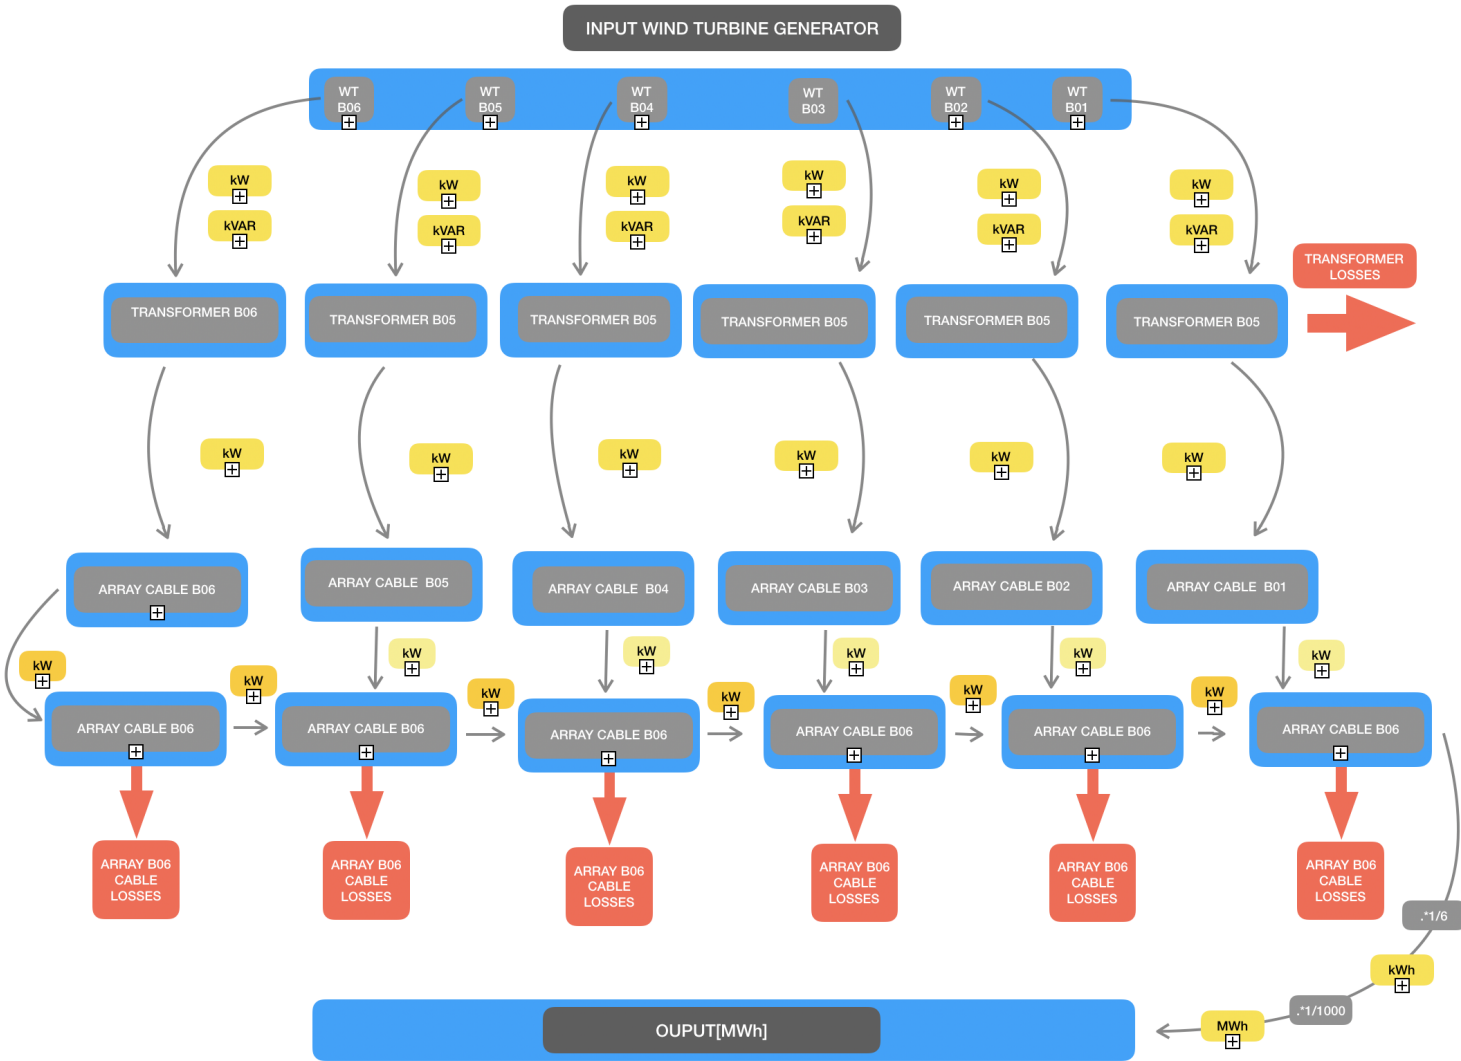 INPUT WIND TURBINE GENERATOR
WT
B06
WT
B05
WT
B04
WT
B03
WT
B02
WT
B01
kW
kVAR
kW
kVAR
kW
kVAR
kW
kVAR
kW
kVAR
kW
kVAR
TRANSFORMER
LOSSES
TRANSFORMER B06
TRANSFORMER B05
TRANSFORMER B05
TRANSFORMER B05
TRANSFORMER B05
TRANSFORMER B05
kW
kW
kW
kW
kW
kW
ARRAY CABLE B06
ARRAY CABLE B05
ARRAY CABLE B04
ARRAY CABLE B03
ARRAY CABLE B02
ARRAY CABLE B01
kW
kW
kW
kW
kW
kW
kW
kW
kW
kW
kW
ARRAY CABLE B06
ARRAY CABLE B06
ARRAY CABLE B06
ARRAY CABLE B06
ARRAY CABLE B06
ARRAY CABLE B06
ARRAY B06
CABLE
LOSSES
ARRAY B06
CABLE
LOSSES
ARRAY B06
CABLE
LOSSES
ARRAY B06
CABLE
LOSSES
ARRAY B06
CABLE
LOSSES
ARRAY B06
CABLE
LOSSES
.*1/6
kWh
.*1/1000
MWh
OUPUT[MWh]